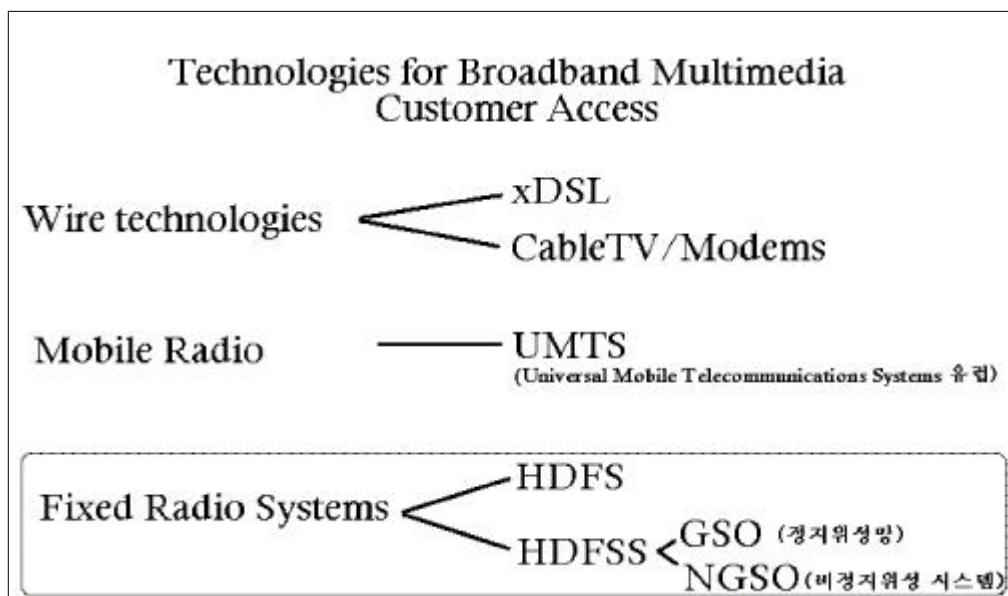 Technologies for Broadband Multimedia
Customer Access
xDSL
Wire technologies
CableTV/Modems
Mobile Radio
UMTS
(Universal Mobile Telecommunications Systems 유럽)
HDFS
Fixed Radio Systems
HDFSS
GSO (정지위성망)
NGSO(비정지위성 시스템)